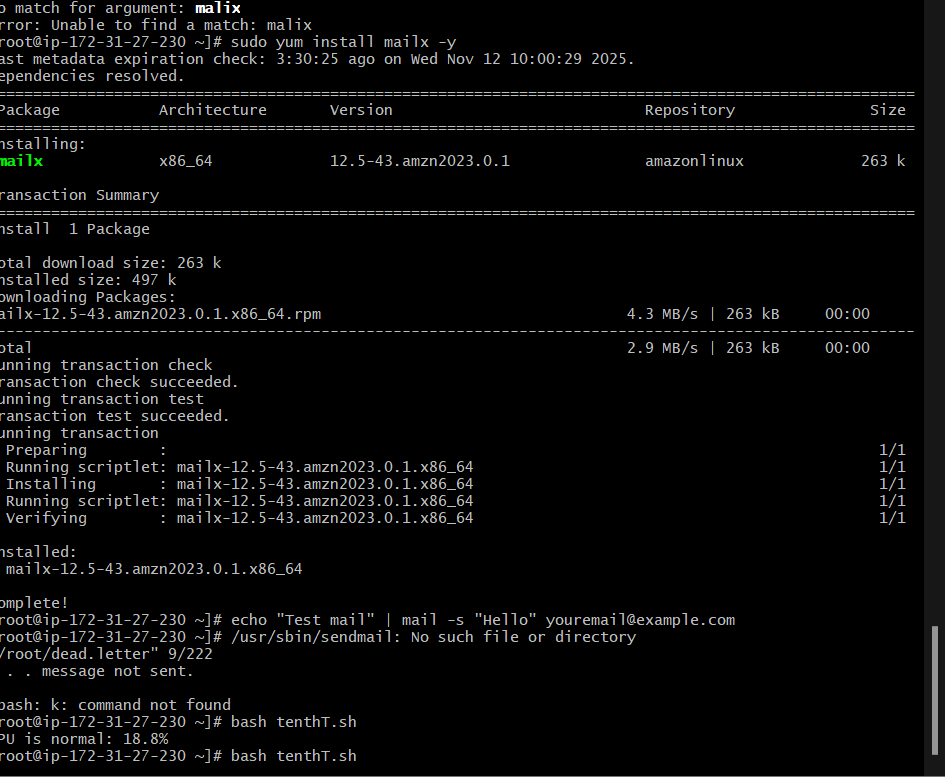 o match for argument: malix
rror: Unable to find a match: malix
root@ip-172-31-27-230 ~]# sudo yum install mailx -y
ast metadata expiration check: 3:30:25 ago on Wed Nov 12 10:00:29 2025.
ependencies resolved.
================================================================================
Package Architecture Version Repository Size
================================================================================
nstalling:
mailx x86_64 12.5-43.amzn2023.0.1 amazonlinux 263 k
ransaction Summary
================================================================================
nstall 1 Package
otal download size: 263 k
nstalled size: 497 k
ownloading Packages:
ailx-12.5-43.amzn2023.0.1.x86_64.rpm 4.3 MB/s | 263 kB 00:00
--------------------------------------------------------------------------------
otal 2.9 MB/s | 263 kB 00:00
unning transaction check
ransaction check succeeded.
unning transaction test
ransaction test succeeded.
unning transaction
Preparing : 1/1
Running scriptlet: mailx-12.5-43.amzn2023.0.1.x86_64 1/1
Installing : mailx-12.5-43.amzn2023.0.1.x86_64 1/1
Running scriptlet: mailx-12.5-43.amzn2023.0.1.x86_64 1/1
Verifying : mailx-12.5-43.amzn2023.0.1.x86_64 1/1
nstalled:
mailx-12.5-43.amzn2023.0.1.x86_64
omplete!
root@ip-172-31-27-230 ~]# echo "Test mail" | mail -s "Hello" youremail@example.com
root@ip-172-31-27-230 ~]# /usr/sbin/sendmail: No such file or directory
/root/dead.letter" 9/222
. . message not sent.
bash: k: command not found
root@ip-172-31-27-230 ~]# bash tenthT.sh
PU is normal: 18.8%
root@ip-172-31-27-230 ~]# bash tenthT.sh